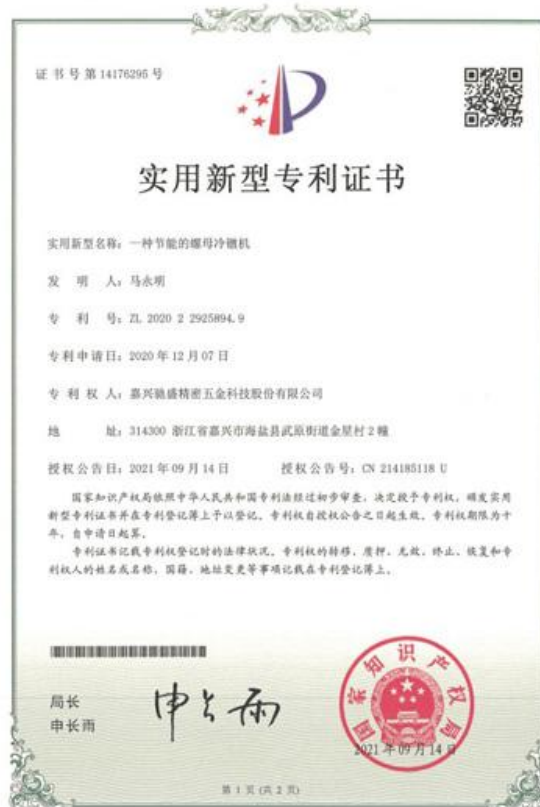 证书号第14176295号
实用新型专利证书
实用新型名称：一种节能的螺母冷镦机
发明人：马永明
专利号：ZL 2020 2 2925894.9
专利申请日：2020年12月07日
专利权人：嘉兴驰盛精密五金科技股份有限公司
地址：314300 浙江省嘉兴市海盐县武原街道金星村2幢
授权公告日：2021年09月14日 授权公告号：CN 214185118 U
国家知识产权局依照中华人民共和国专利法经过初步审查，决定授予专利权，颁发实用
新型专利证书并在专利登记簿上予以登记。专利权自授权公告之日起生效。专利权期限为十
年，自申请日起算。
专利证书记载专利权登记时的法律状况。专利权的转移、质押、无效、终止、恢复和专
利权人的姓名或名称、国籍、地址变更等事项记载在专利登记簿上。
局长
申长雨
申长雨
国家知识产权局
2021年09月14日
第1页(共2页)